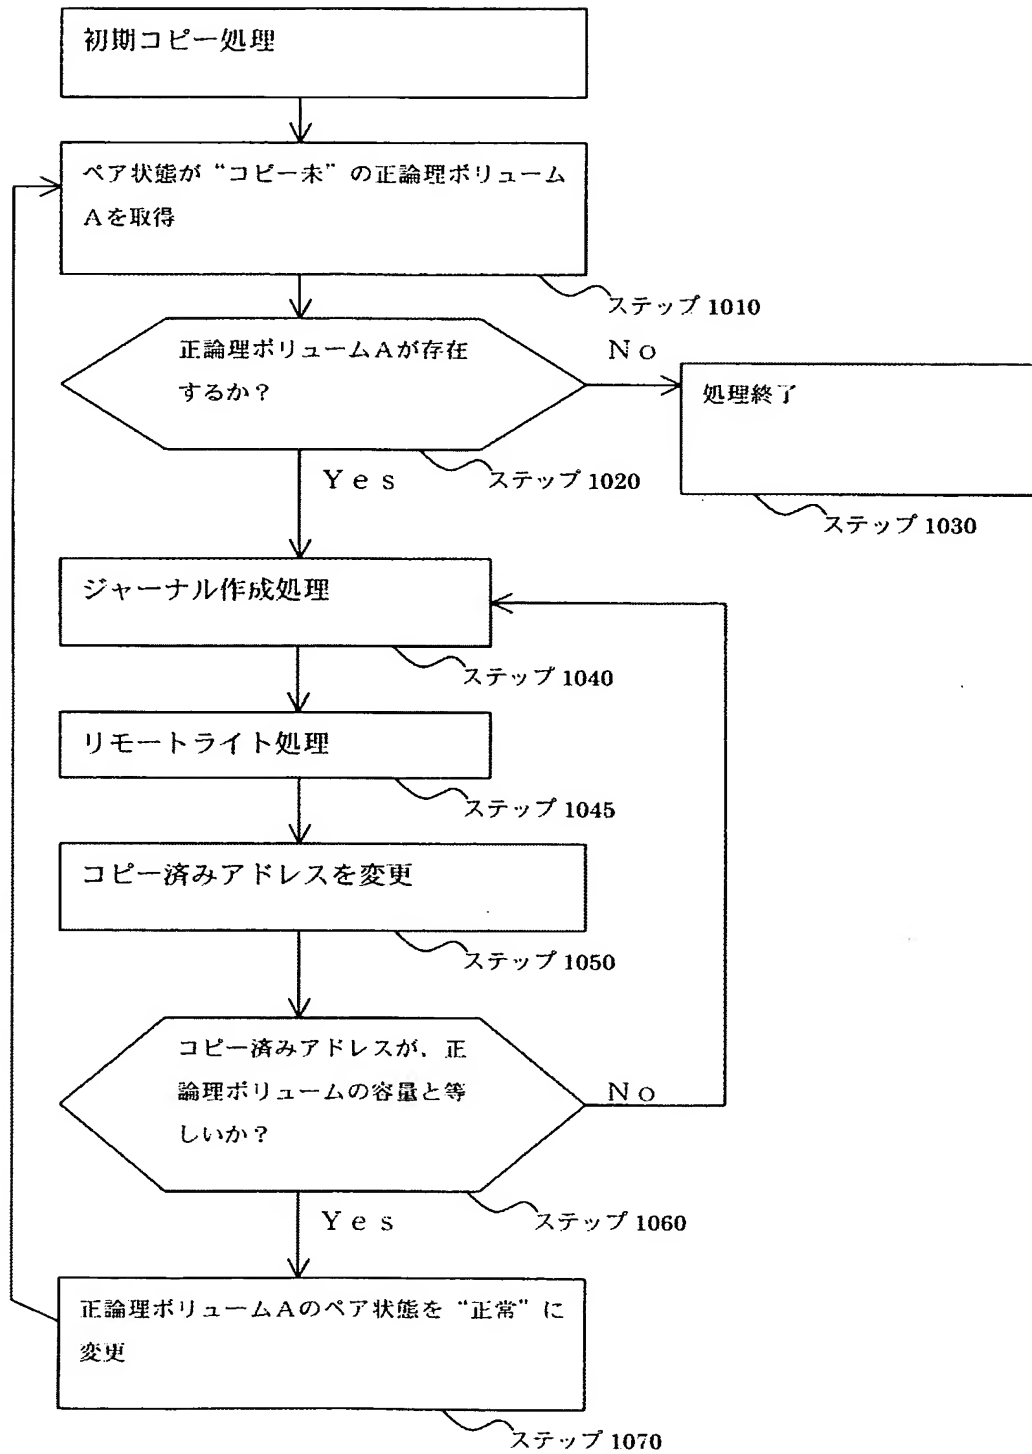 初期コピー処理
ペア状態が“コピー未”の正論理ボリューム
Aを取得
ステップ 1010
正論理ボリュームAが存在
するか？
No
処理終了
Yes
ステップ 1020
ステップ 1030
ジャーナル作成処理
ステップ 1040
リモートライト処理
ステップ 1045
コピー済みアドレスを変更
ステップ 1050
コピー済みアドレスが，正
論理ボリュームの容量と等
しいか？
No
Yes
ステップ 1060
正論理ボリュームAのペア状態を“正常”に
変更
ステップ 1070